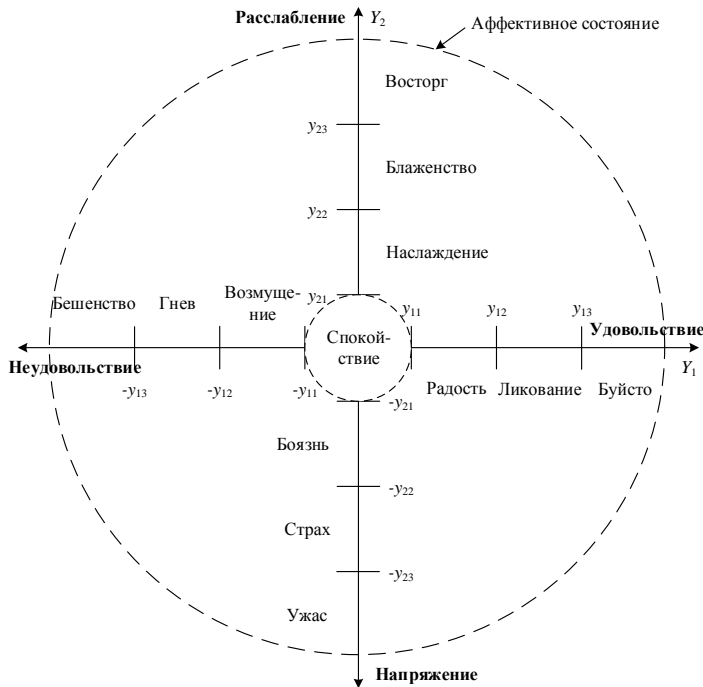 Расслабление
Y2
Аффективное состояние
Восторг
y23
Блаженство
y22
Наслаждение
y21
Бешенство
Гнев
Возмуще-
ние
y11
y12
y13
Удовольствие
Спокой-
ствие
Неудовольствие
Y1
-y13
-y12
-y11
-y21
Радость
Ликование
Буйсто
Боязнь
-y22
Страх
-y23
Ужас
Напряжение